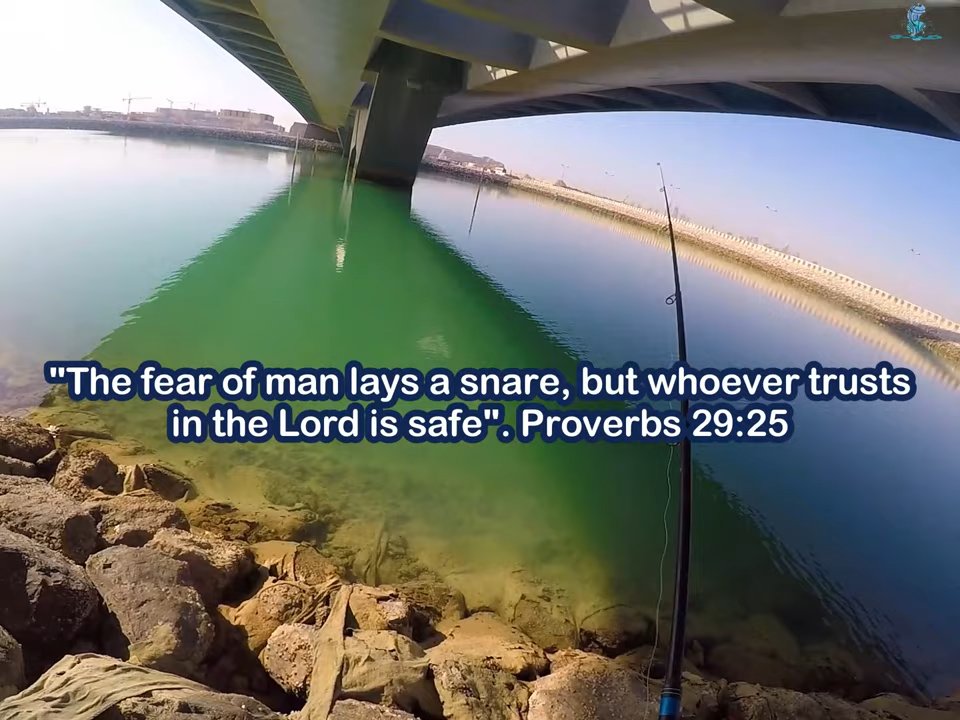 "The fear of man lays a snare, but whoever trusts
in the Lord is safe". Proverbs 29:25